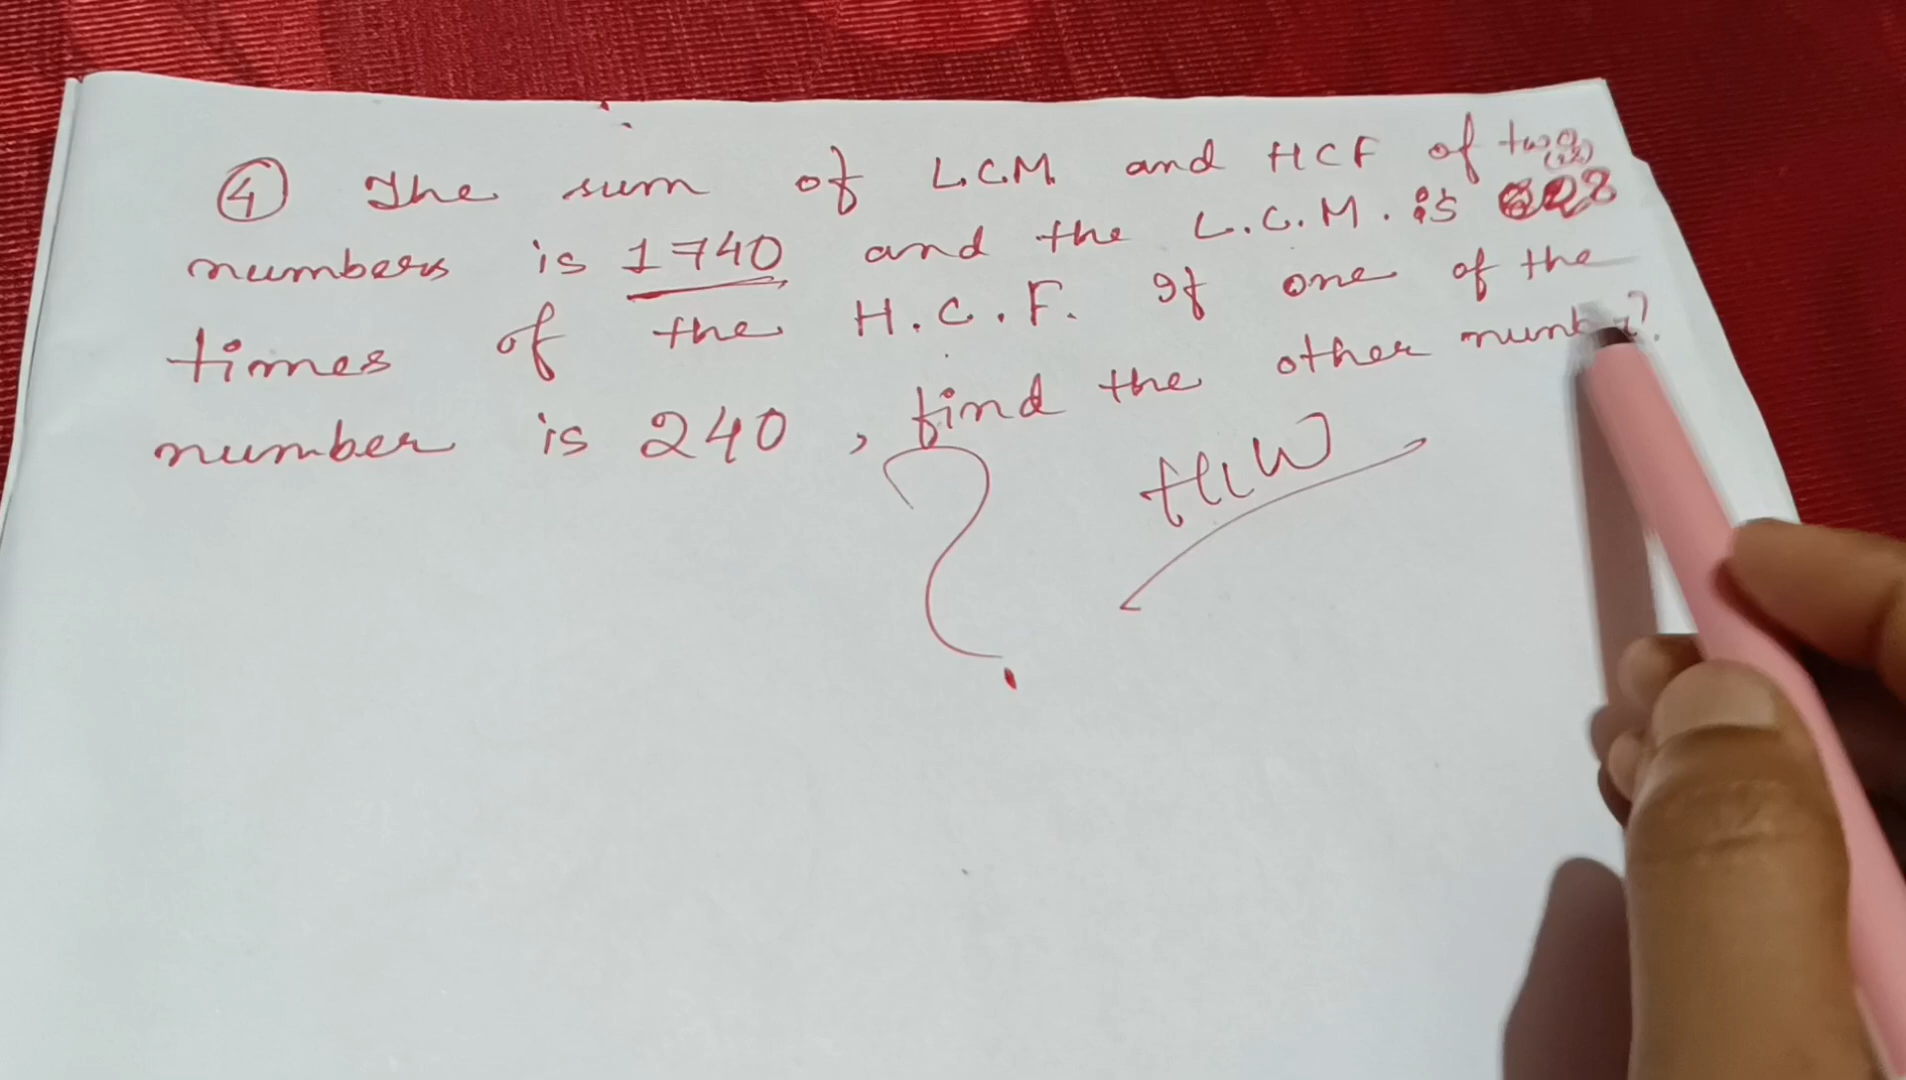 ④ The sum of L.C.M. and HCF of two
numbers is 1740 and the L.C.M. is
times of the H.C.F. If one of the
number is 240, find the other number?
H.W